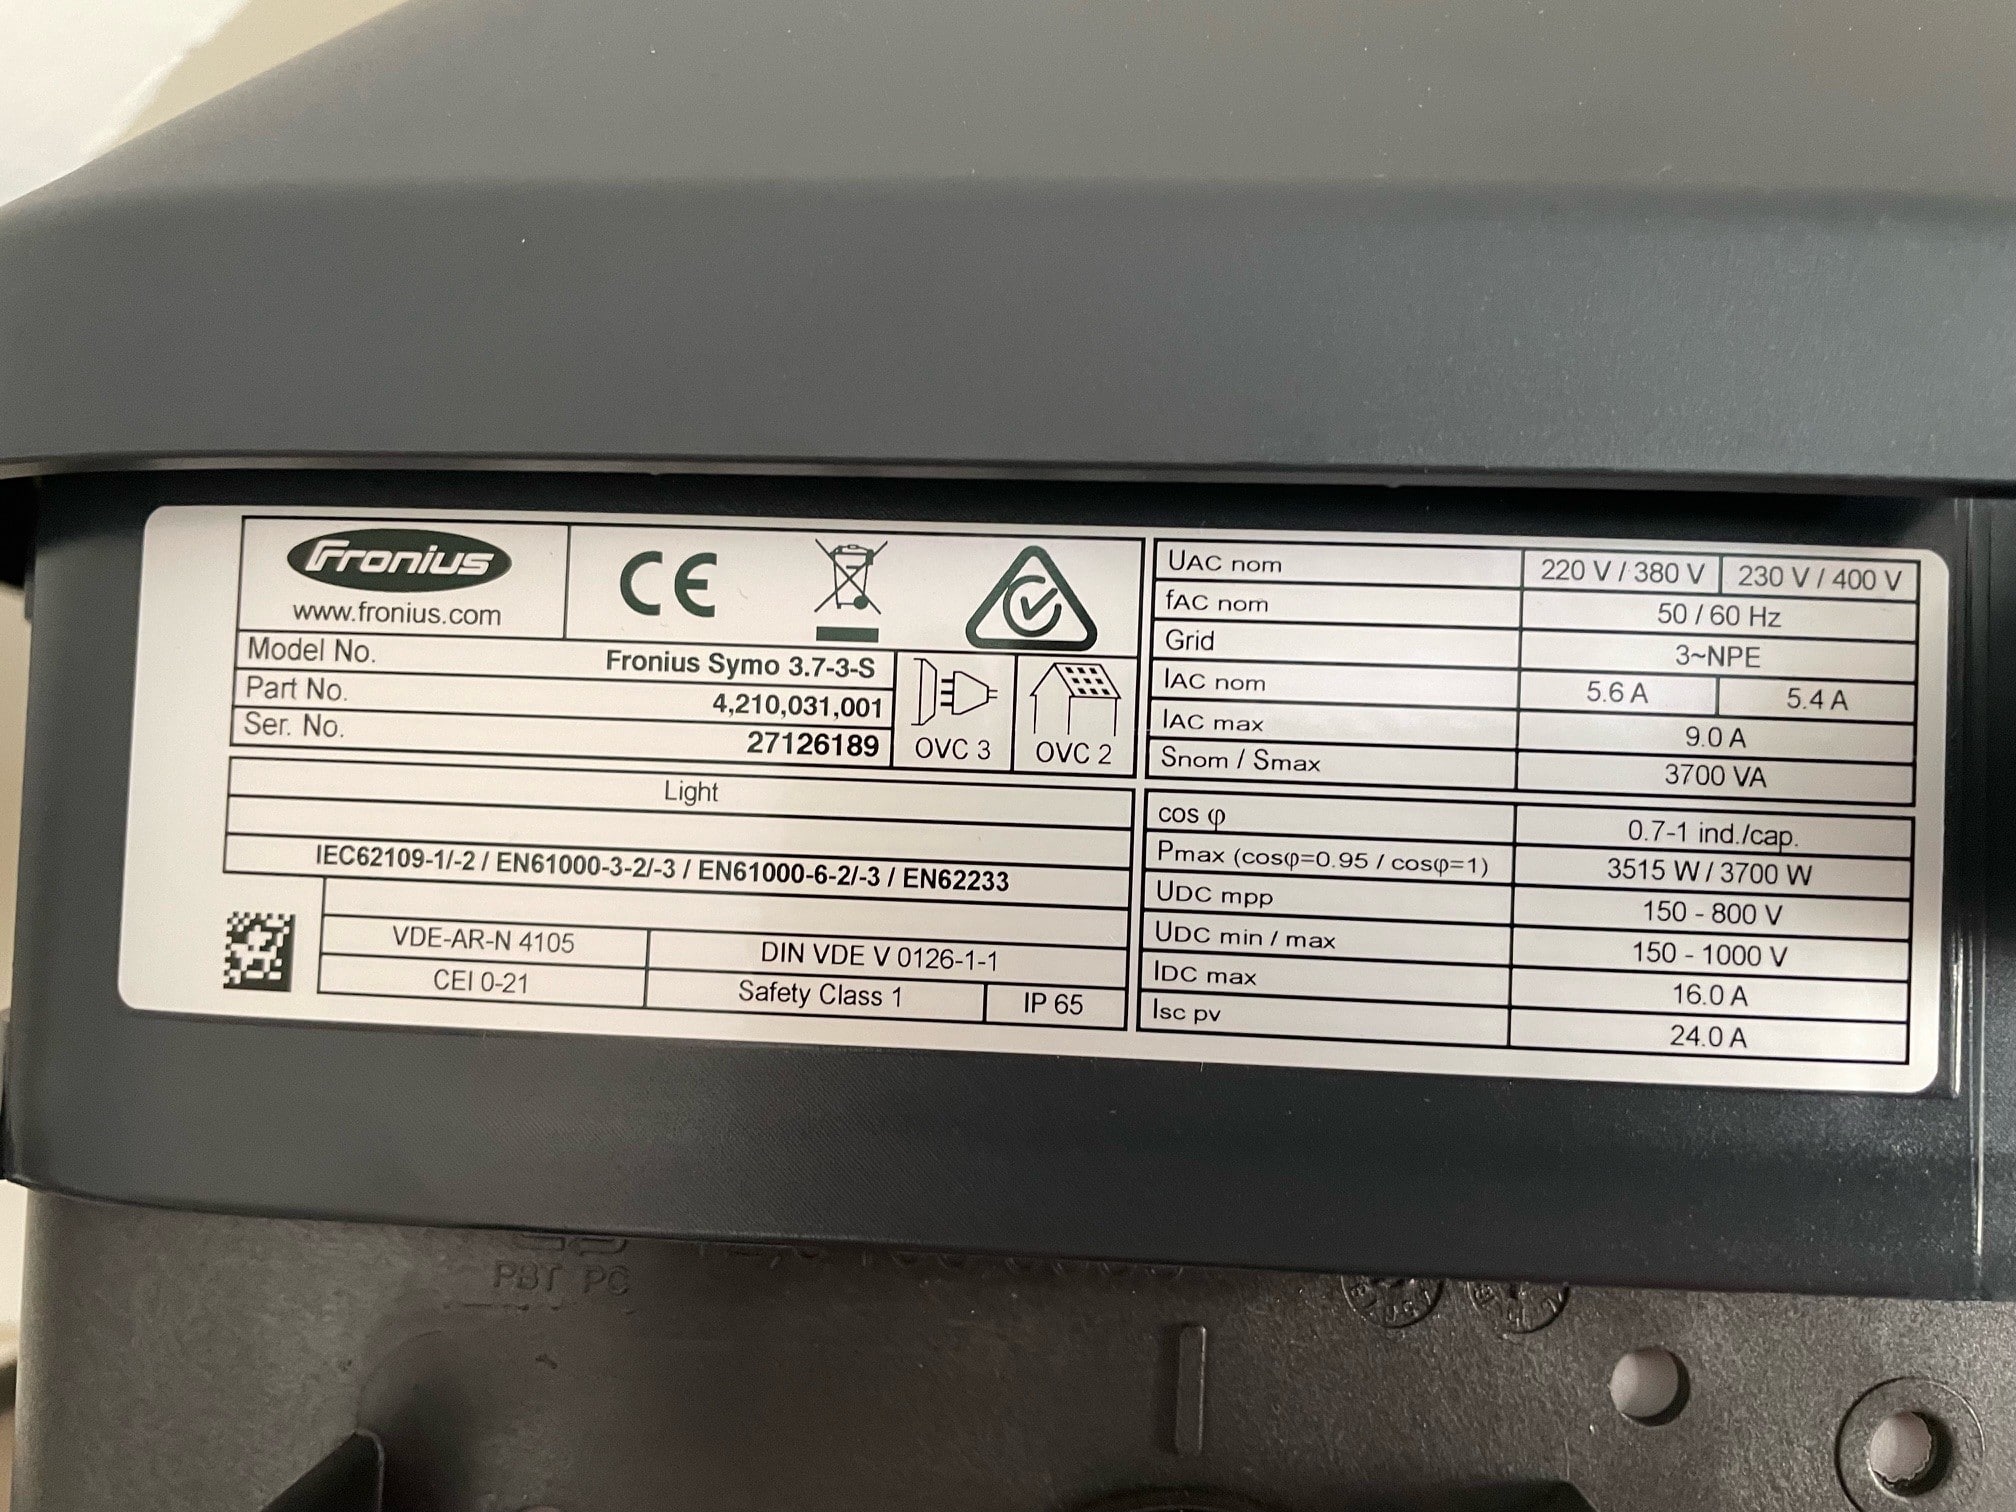 Fronius
www.fronius.com
CE
Model No. Fronius Symo 3.7-3-S
Part No. 4,210,031,001
Ser. No. 27126189
OVC 3
OVC 2
Light
IEC62109-1/-2 / EN61000-3-2/-3 / EN61000-6-2/-3 / EN62233
VDE-AR-N 4105 DIN VDE V 0126-1-1
CEI 0-21 Safety Class 1 IP 65
UAC nom 220 V / 380 V 230 V / 400 V
fAC nom 50 / 60 Hz
Grid 3~NPE
IAC nom 5.6 A 5.4 A
IAC max 9.0 A
Snom / Smax 3700 VA
cos φ 0.7-1 ind./cap.
Pmax (cosφ=0.95 / cosφ=1) 3515 W / 3700 W
UDC mpp 150 - 800 V
UDC min / max 150 - 1000 V
IDC max 16.0 A
Isc pv 24.0 A
PBT PC